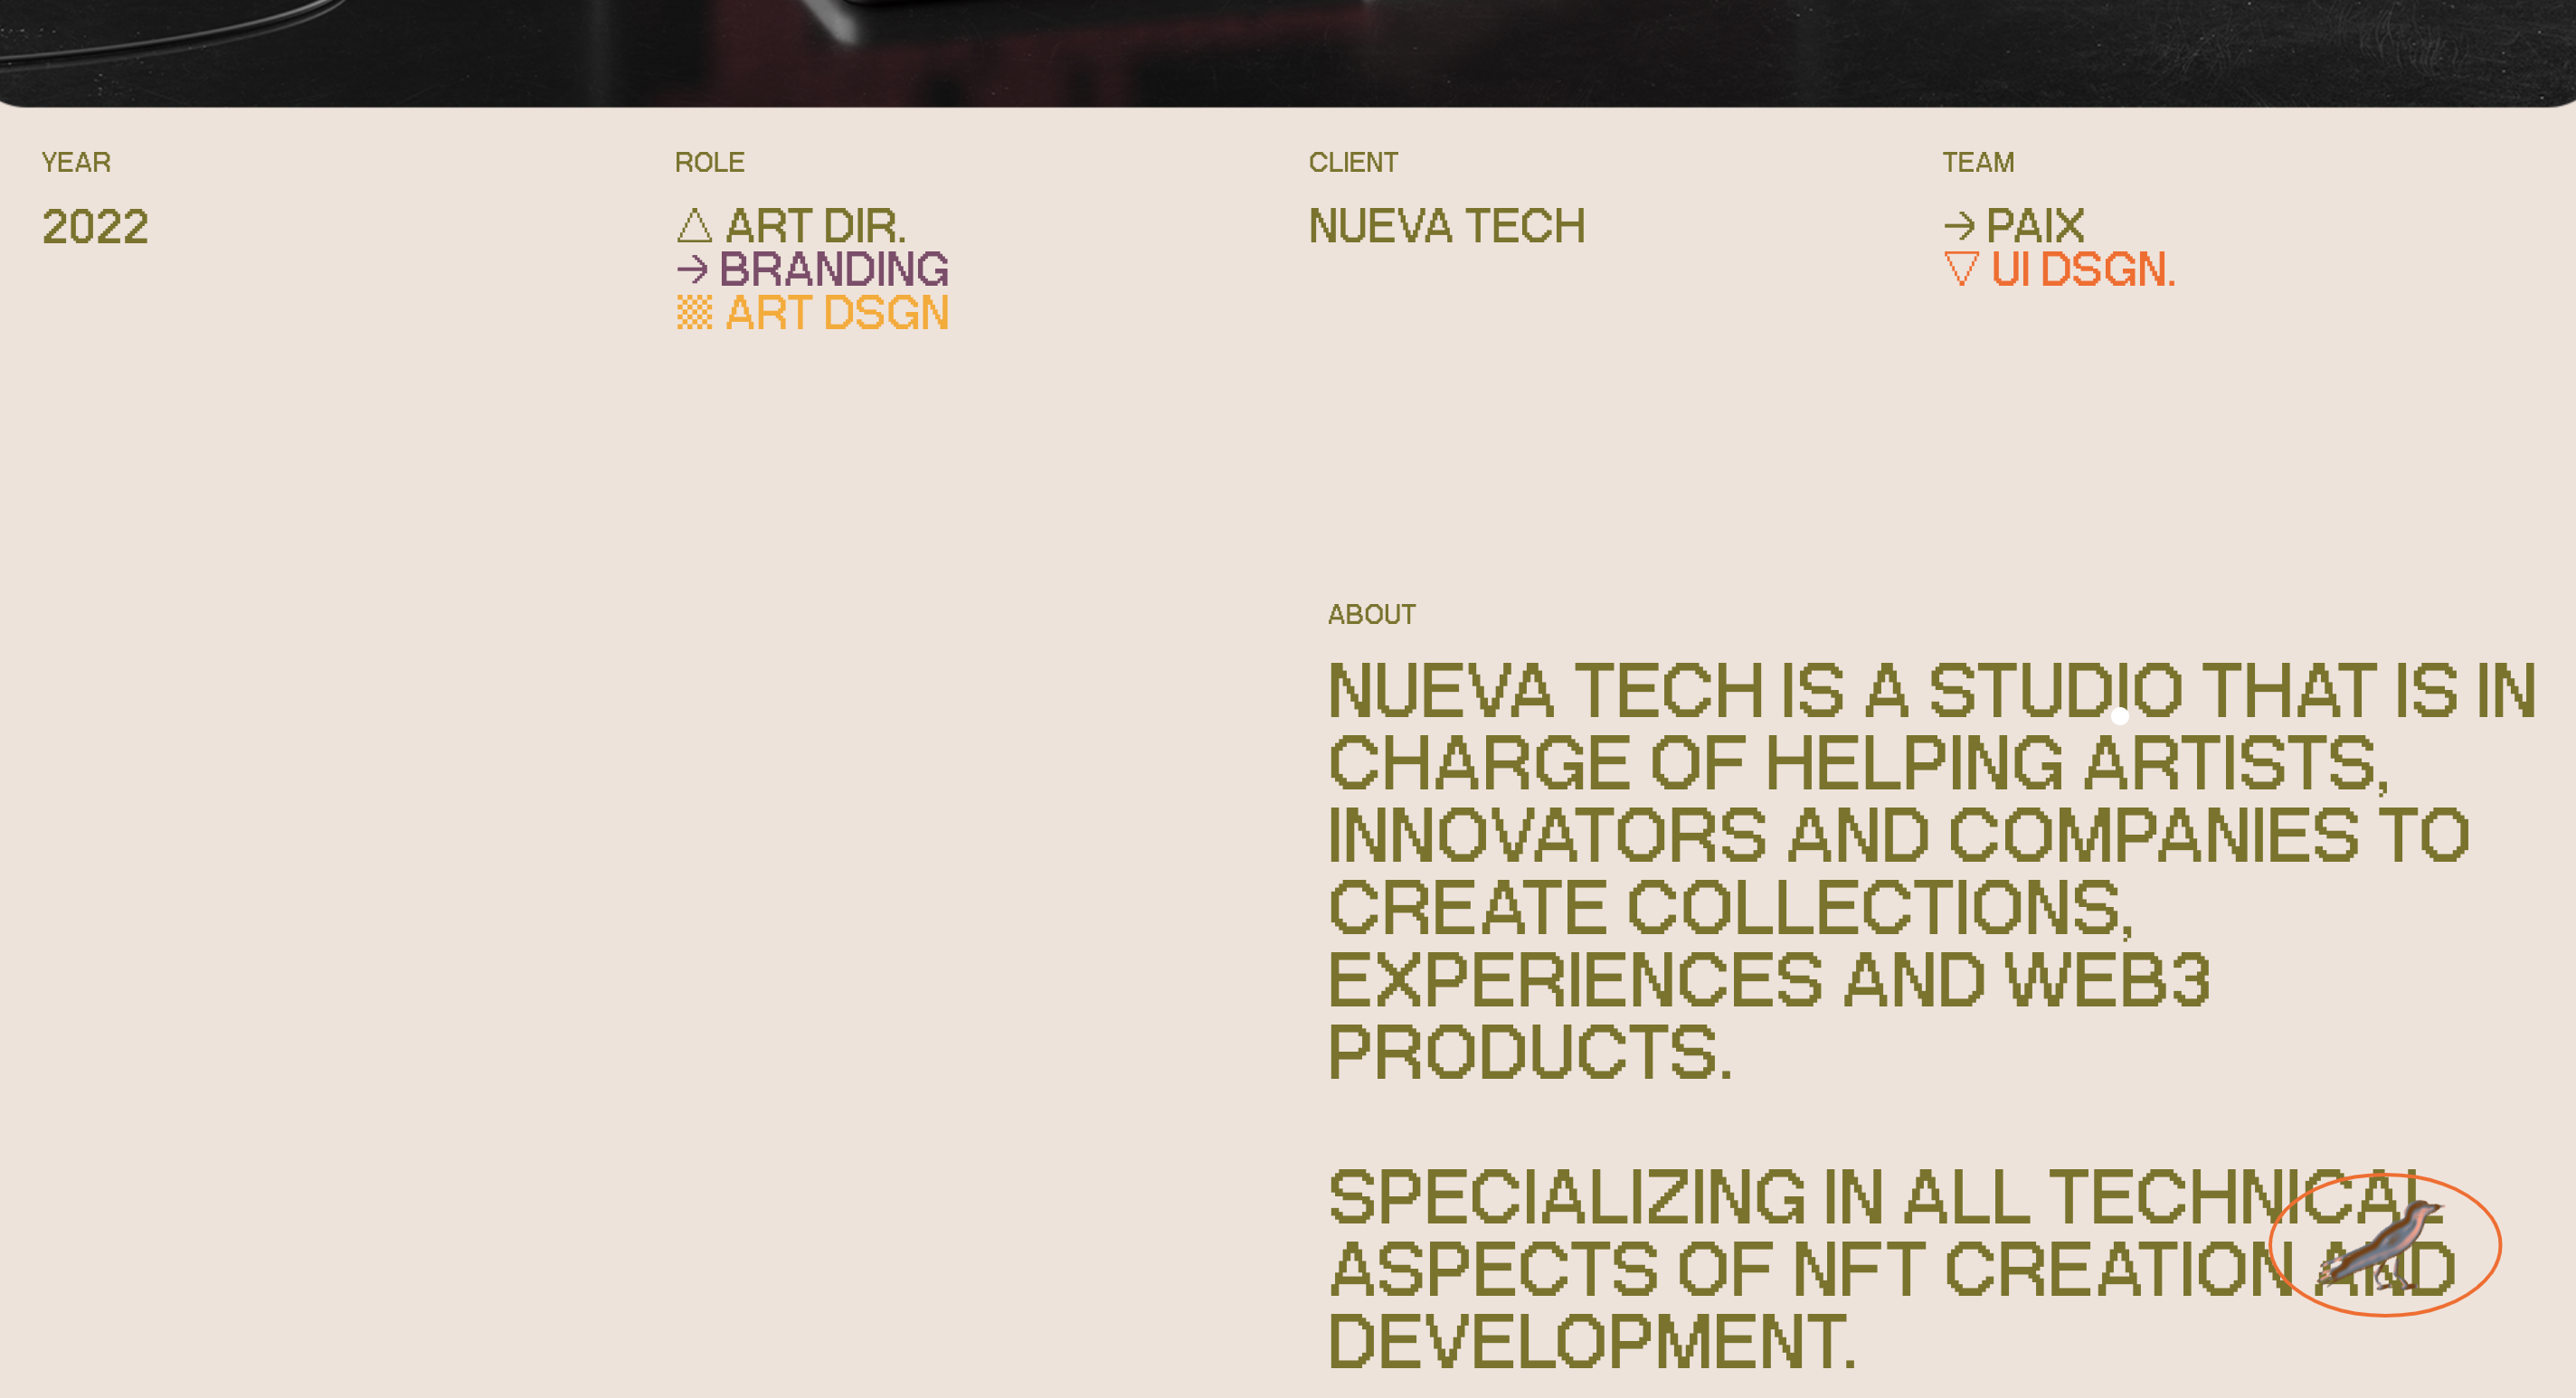 YEAR
2022
ROLE
△ ART DIR.
→ BRANDING
▩ ART DSGN
CLIENT
NUEVA TECH
TEAM
→ PAIX
▽ UI DSGN.
ABOUT
NUEVA TECH IS A STUDIO THAT IS IN
CHARGE OF HELPING ARTISTS,
INNOVATORS AND COMPANIES TO
CREATE COLLECTIONS,
EXPERIENCES AND WEB3
PRODUCTS.
SPECIALIZING IN ALL TECHNICAL
ASPECTS OF NFT CREATION AND
DEVELOPMENT.